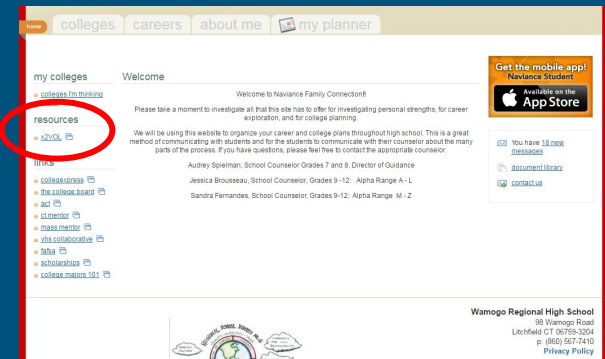 home colleges careers about me my planner
my colleges
colleges I'm thinking
resources
x2VOL
links
collegexpress
the college board
act
ct mentor
mass mentor
vhs collaborative
fafsa
scholarships
college majors 101
Welcome
Welcome to Naviance Family Connection!!
Please take a moment to investigate all that this site has to offer for investigating personal strengths, for career
exploration, and for college planning.
We will be using this website to organize your career and college plans throughout high school. This is a great
method of communicating with students and for the students to communicate with their counselor about the many
parts of the process. If you have questions, please feel free to contact the appropriate counselor:
Audrey Spielman, School Counselor Grades 7 and 8, Director of Guidance
Jessica Brousseau, School Counselor, Grades 9 -12; Alpha Range A - L
Sandra Fernandes, School Counselor, Grades 9-12; Alpha Range M - Z
Get the mobile app!
Naviance Student
Available on the
App Store
You have 18 new
messages
document library
contact us
Wamogo Regional High School
98 Wamogo Road
Litchfield CT 06759-3204
p: (860) 567-7410
Privacy Policy
REGIONAL SCHOOL DISTRICT NO. 6